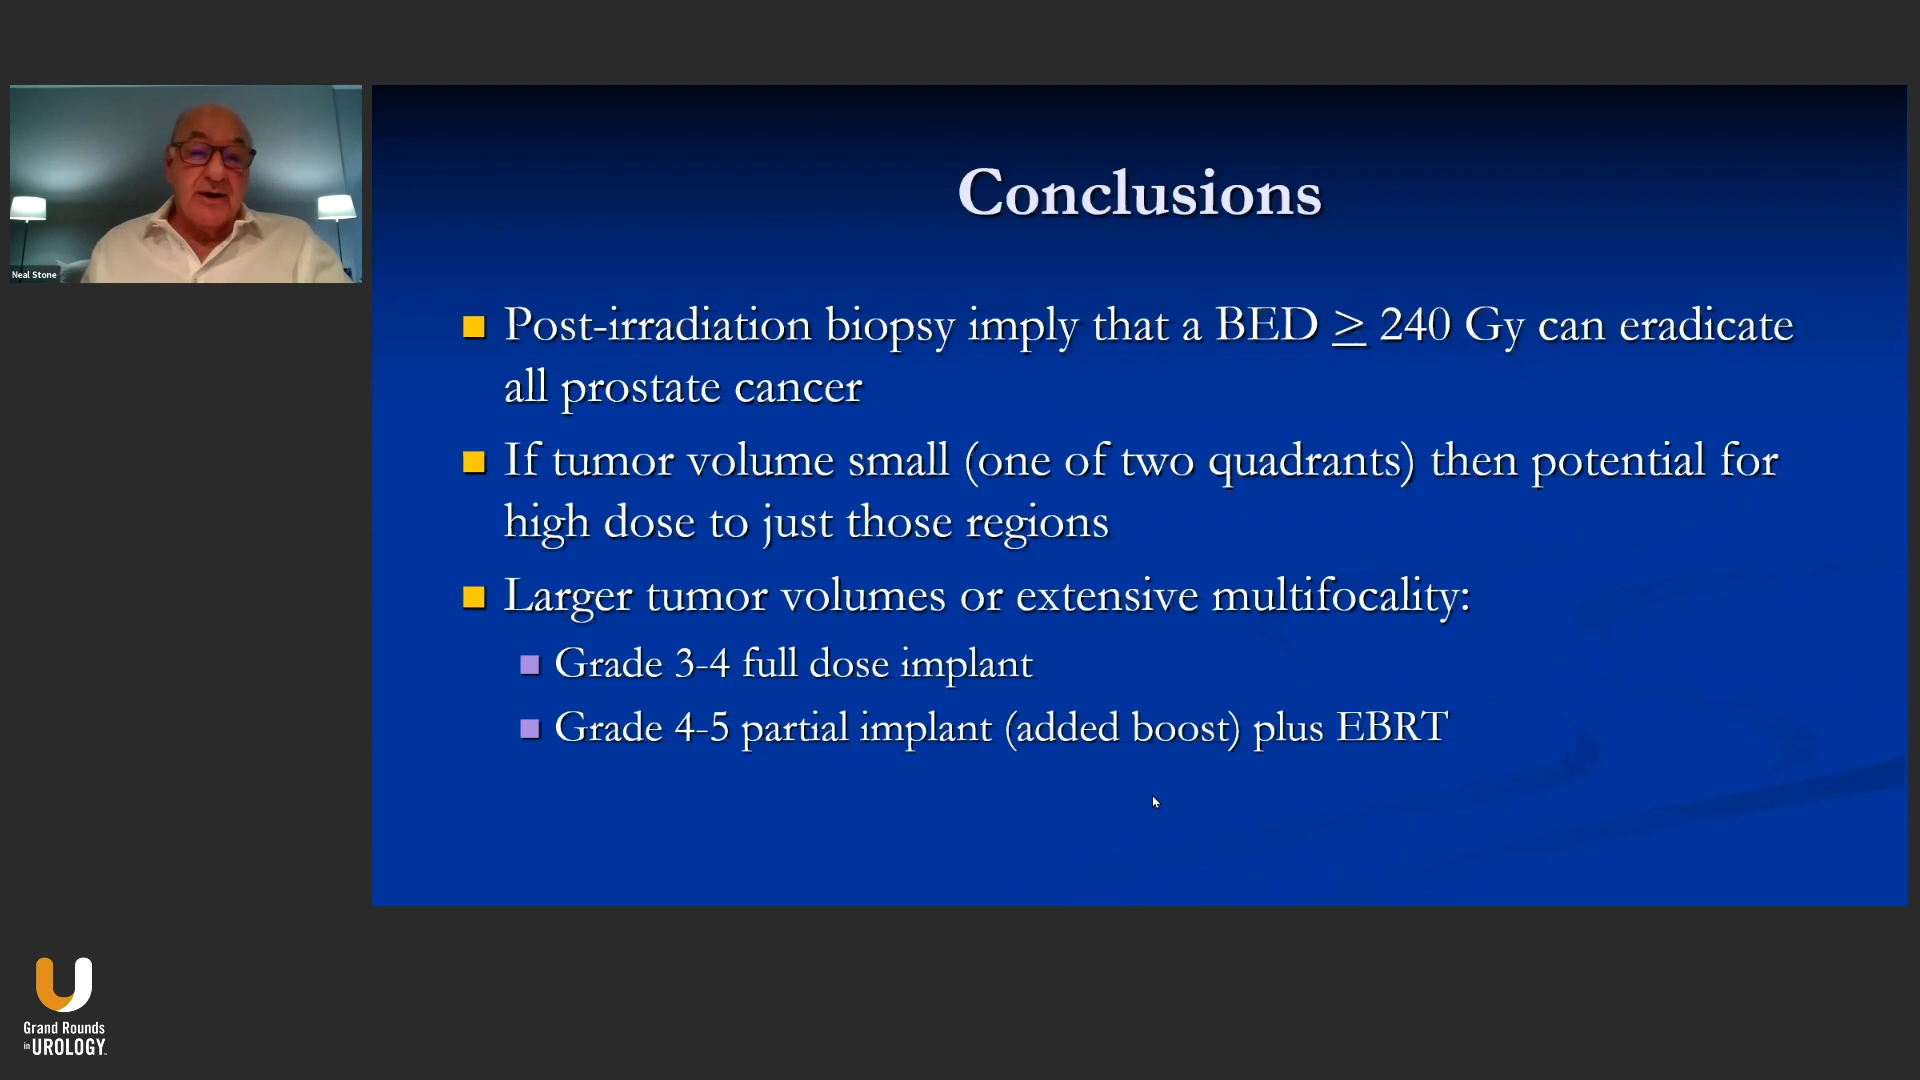 Neal Stone
Conclusions
Post-irradiation biopsy imply that a BED ≥ 240 Gy can eradicate
all prostate cancer
If tumor volume small (one of two quadrants) then potential for
high dose to just those regions
Larger tumor volumes or extensive multifocality:
Grade 3-4 full dose implant
Grade 4-5 partial implant (added boost) plus EBRT
Grand Rounds
in UROLOGY